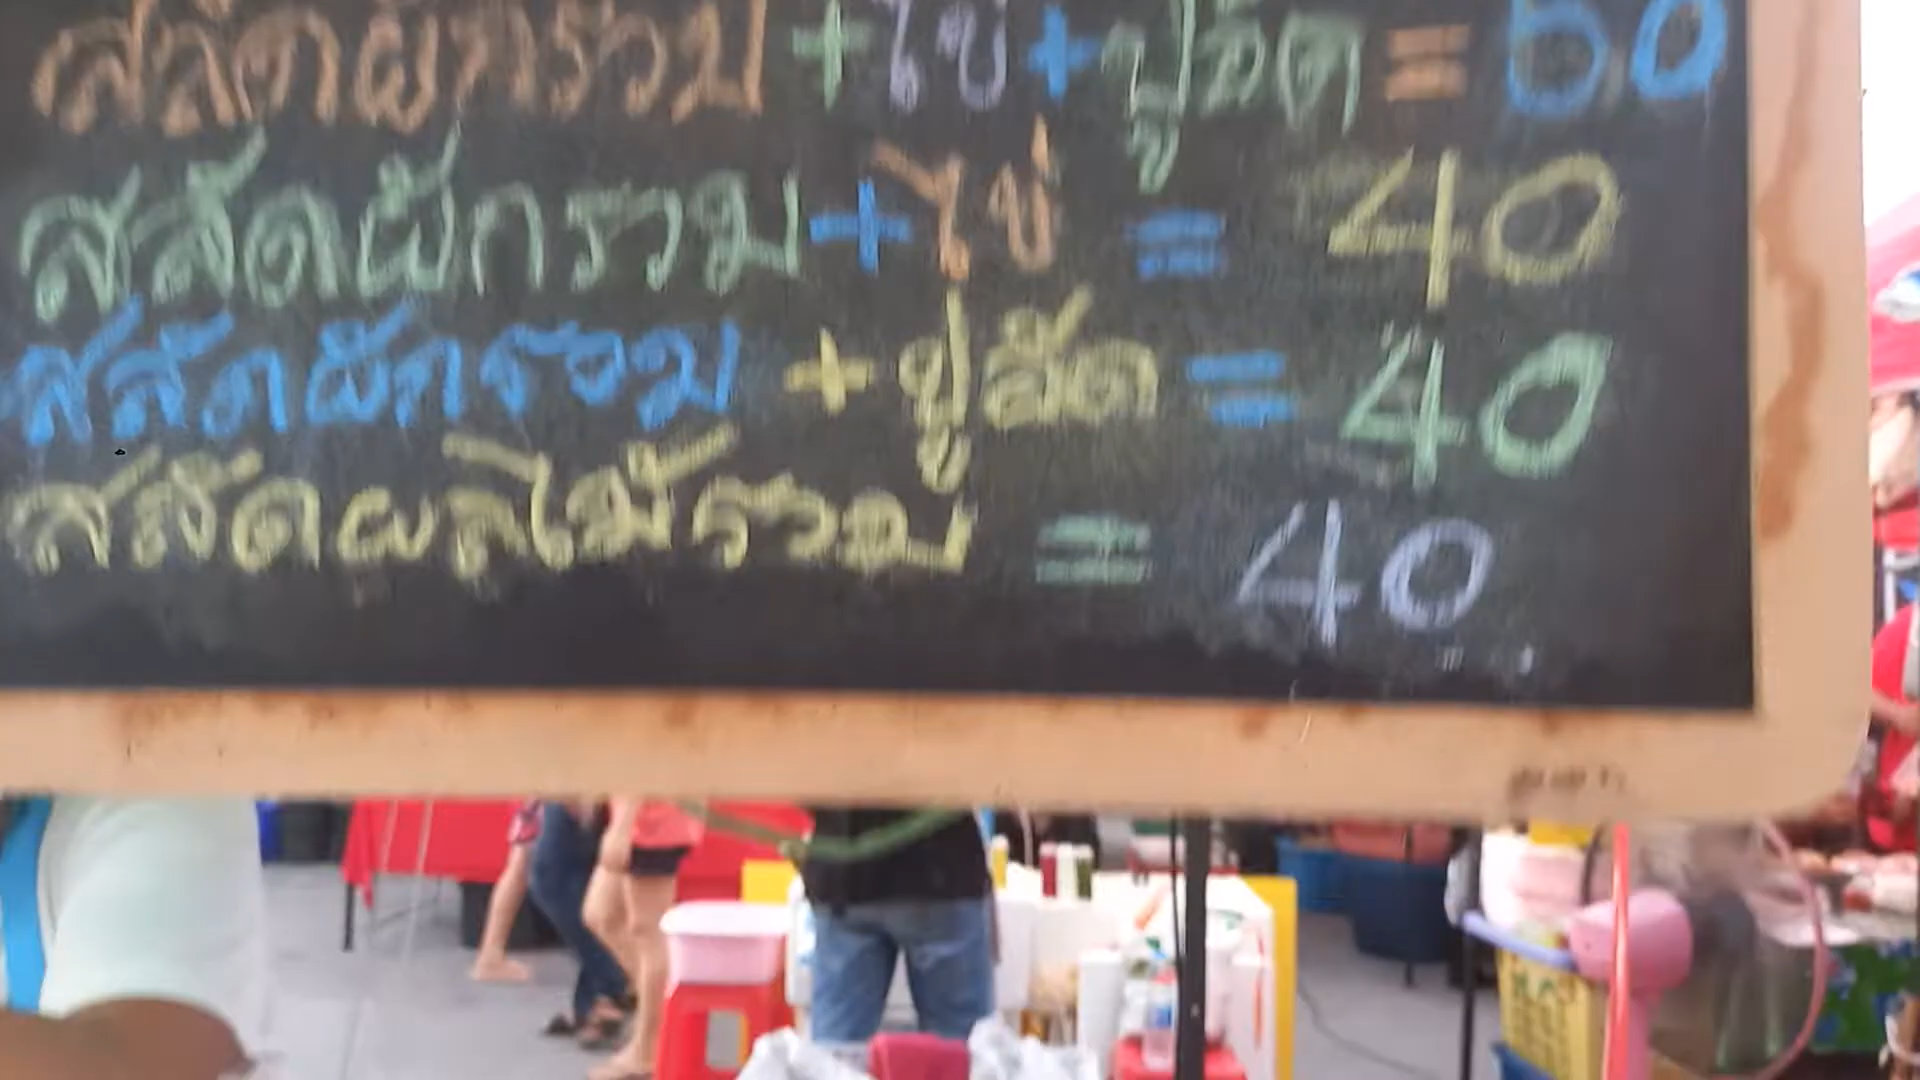 สลัดผักรวม+ไข่+ปูอัด = 50
สลัดผักรวม+ไข่ = 40
สลัดผักรวม +ปูอัด = 40
สลัดผลไม้รวม = 40